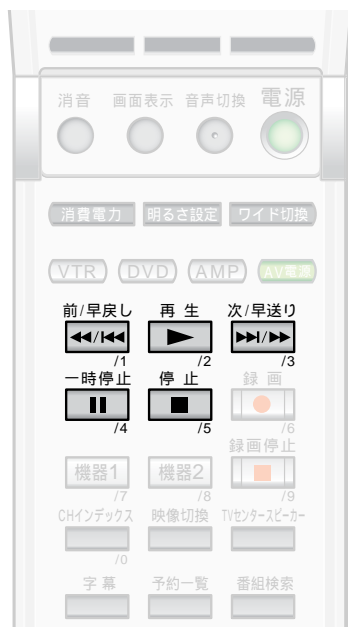 消音 画面表示 音声切換 電源
消費電力 明るさ設定 ワイド切換
VTR DVD AMP AV電源
前/早戻し 再生 次/早送り
/1 /2 /3
一時停止 停止 録画
/4 /5 /6
録画停止
機器1 機器2
/7 /8 /9
CHインデックス 映像切換 TVセンタースピーカー
/0
字幕 予約一覧 番組検索